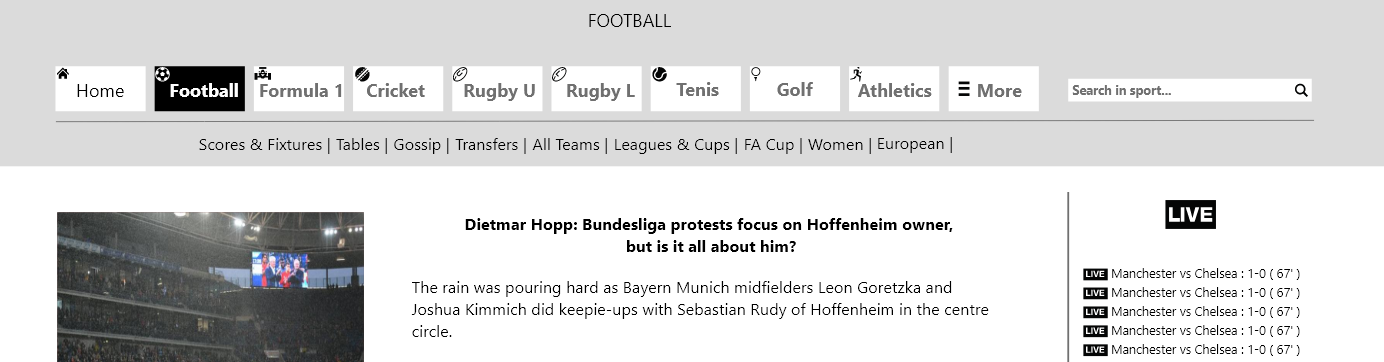 FOOTBALL
Home Football Formula 1 Cricket Rugby U Rugby L Tenis Golf Athletics More Search in sport...
Scores & Fixtures | Tables | Gossip | Transfers | All Teams | Leagues & Cups | FA Cup | Women | European |
LIVE
Dietmar Hopp: Bundesliga protests focus on Hoffenheim owner,
but is it all about him?
The rain was pouring hard as Bayern Munich midfielders Leon Goretzka and
Joshua Kimmich did keepie-ups with Sebastian Rudy of Hoffenheim in the centre
circle.
LIVE Manchester vs Chelsea : 1-0 ( 67' )
LIVE Manchester vs Chelsea : 1-0 ( 67' )
LIVE Manchester vs Chelsea : 1-0 ( 67' )
LIVE Manchester vs Chelsea : 1-0 ( 67' )
LIVE Manchester vs Chelsea : 1-0 ( 67' )